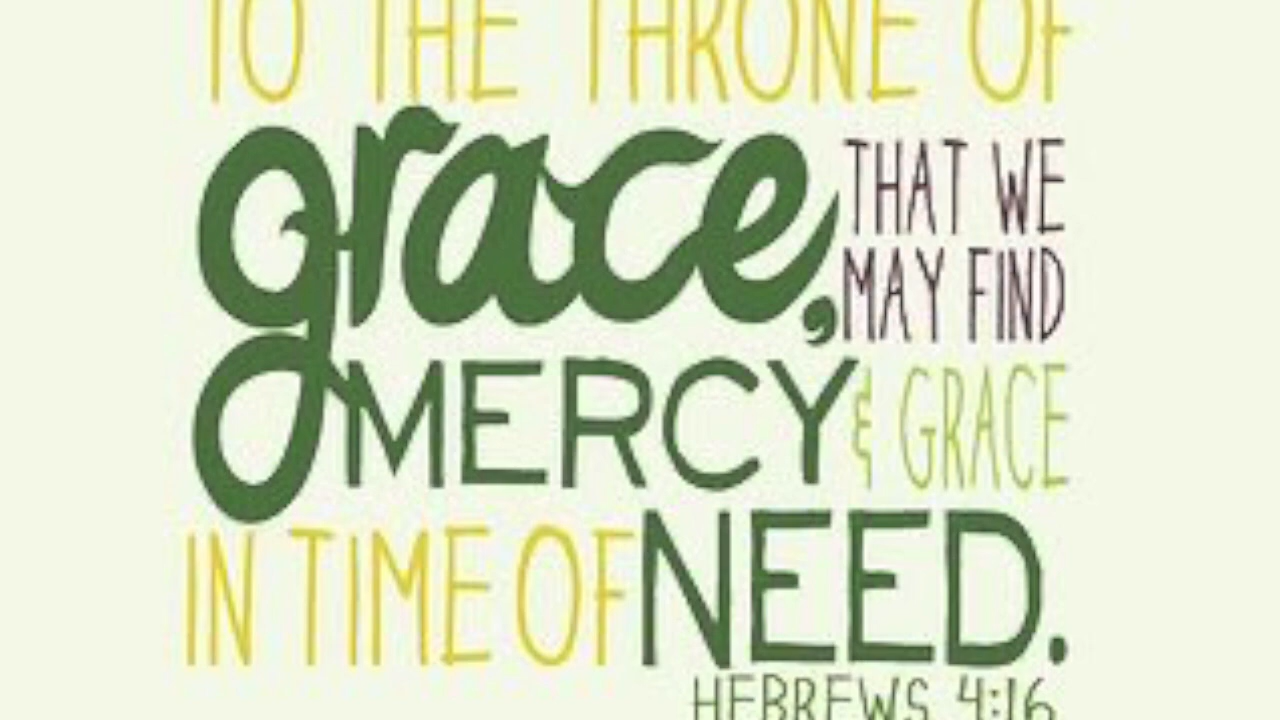 TO THE THRONE OF
grace, THAT WE
MAY FIND
MERCY & GRACE
IN TIME OF NEED.
HEBREWS 4:16